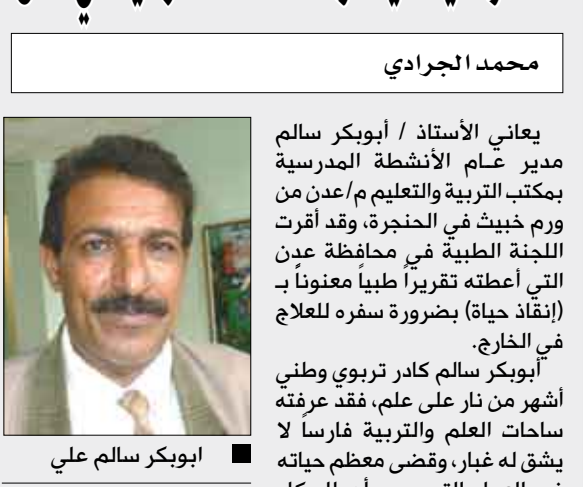 محمد الجرادي
يعاني الأستاذ / أبوبكر سالم
مدير عام الأنشطة المدرسية
بمكتب التربية والتعليم م/عدن من
ورم خبيث في الحنجرة، وقد أقرت
اللجنة الطبية في محافظة عدن
التي أعطته تقريراً طبياً معنوناً بـ
(إنقاذ حياة) بضرورة سفره للعلاج
في الخارج.
أبوبكر سالم كادر تربوي وطني
أشهر من نار على علم، فقد عرفته
ساحات العلم والتربية فارساً لا
يشق له غبار، وقضى معظم حياته
ابوبكر سالم علي